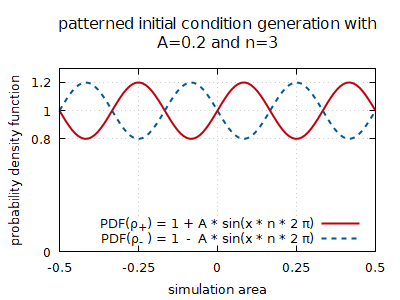 patterned initial condition generation with
A=0.2 and n=3
probability density function
1.2
1
0.8
0
PDF(ρ₊) = 1 + A * sin(x * n * 2 π)
PDF(ρ₋) = 1 - A * sin(x * n * 2 π)
-0.5 -0.25 0 0.25 0.5
simulation area